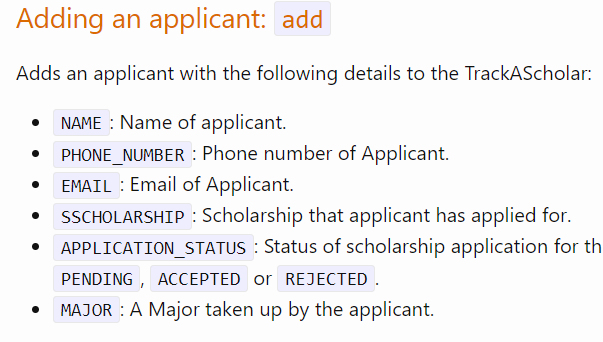 Adding an applicant: add
Adds an applicant with the following details to the TrackAScholar:
• NAME: Name of applicant.
• PHONE_NUMBER: Phone number of Applicant.
• EMAIL: Email of Applicant.
• SSCHOLARSHIP: Scholarship that applicant has applied for.
• APPLICATION_STATUS: Status of scholarship application for th
PENDING, ACCEPTED or REJECTED.
• MAJOR: A Major taken up by the applicant.